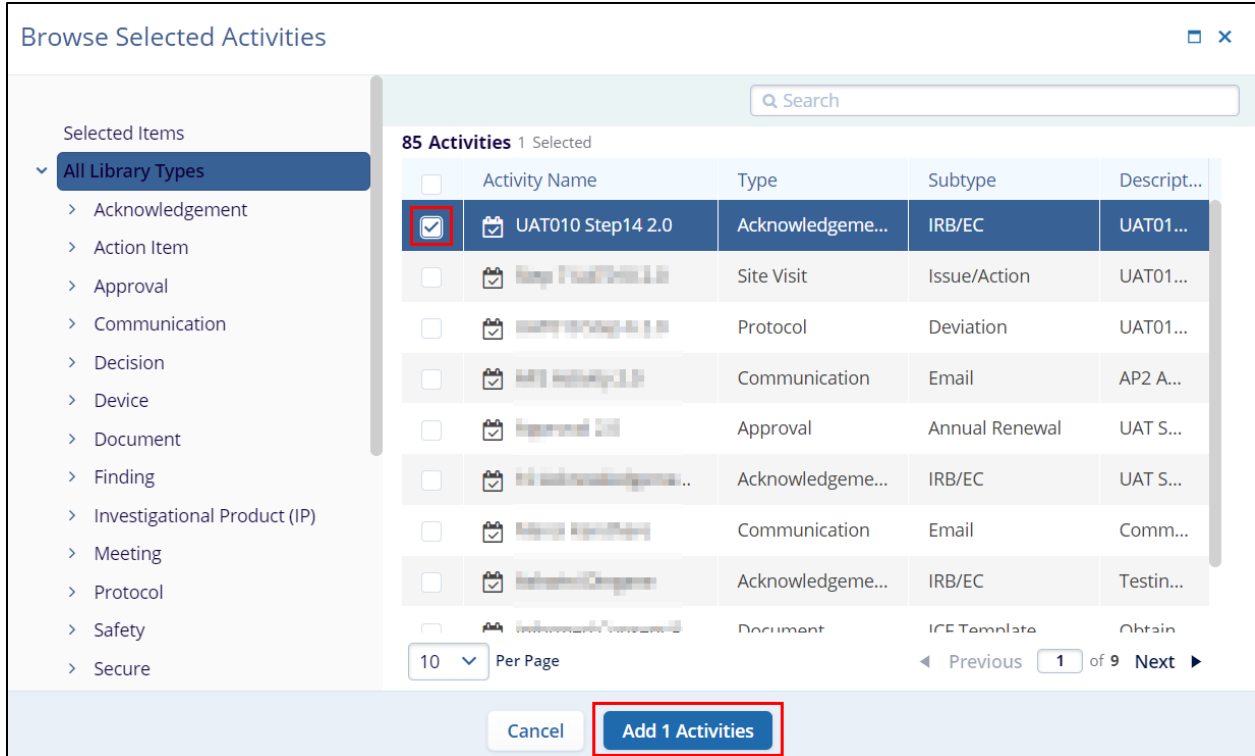 Browse Selected Activities
Search
Selected Items
All Library Types
Acknowledgement
Action Item
Approval
Communication
Decision
Device
Document
Finding
Investigational Product (IP)
Meeting
Protocol
Safety
Secure
85 Activities 1 Selected
Activity Name Type Subtype Descript...
UAT010 Step14 2.0 Acknowledgeme... IRB/EC UAT01...
Site Visit Issue/Action UAT01...
Protocol Deviation UAT01...
Communication Email AP2 A...
Approval Annual Renewal UAT S...
Acknowledgeme... IRB/EC UAT S...
Communication Email Comm...
Acknowledgeme... IRB/EC Testin...
Document ICF Template Obtain
10 Per Page Previous 1 of 9 Next
Cancel Add 1 Activities